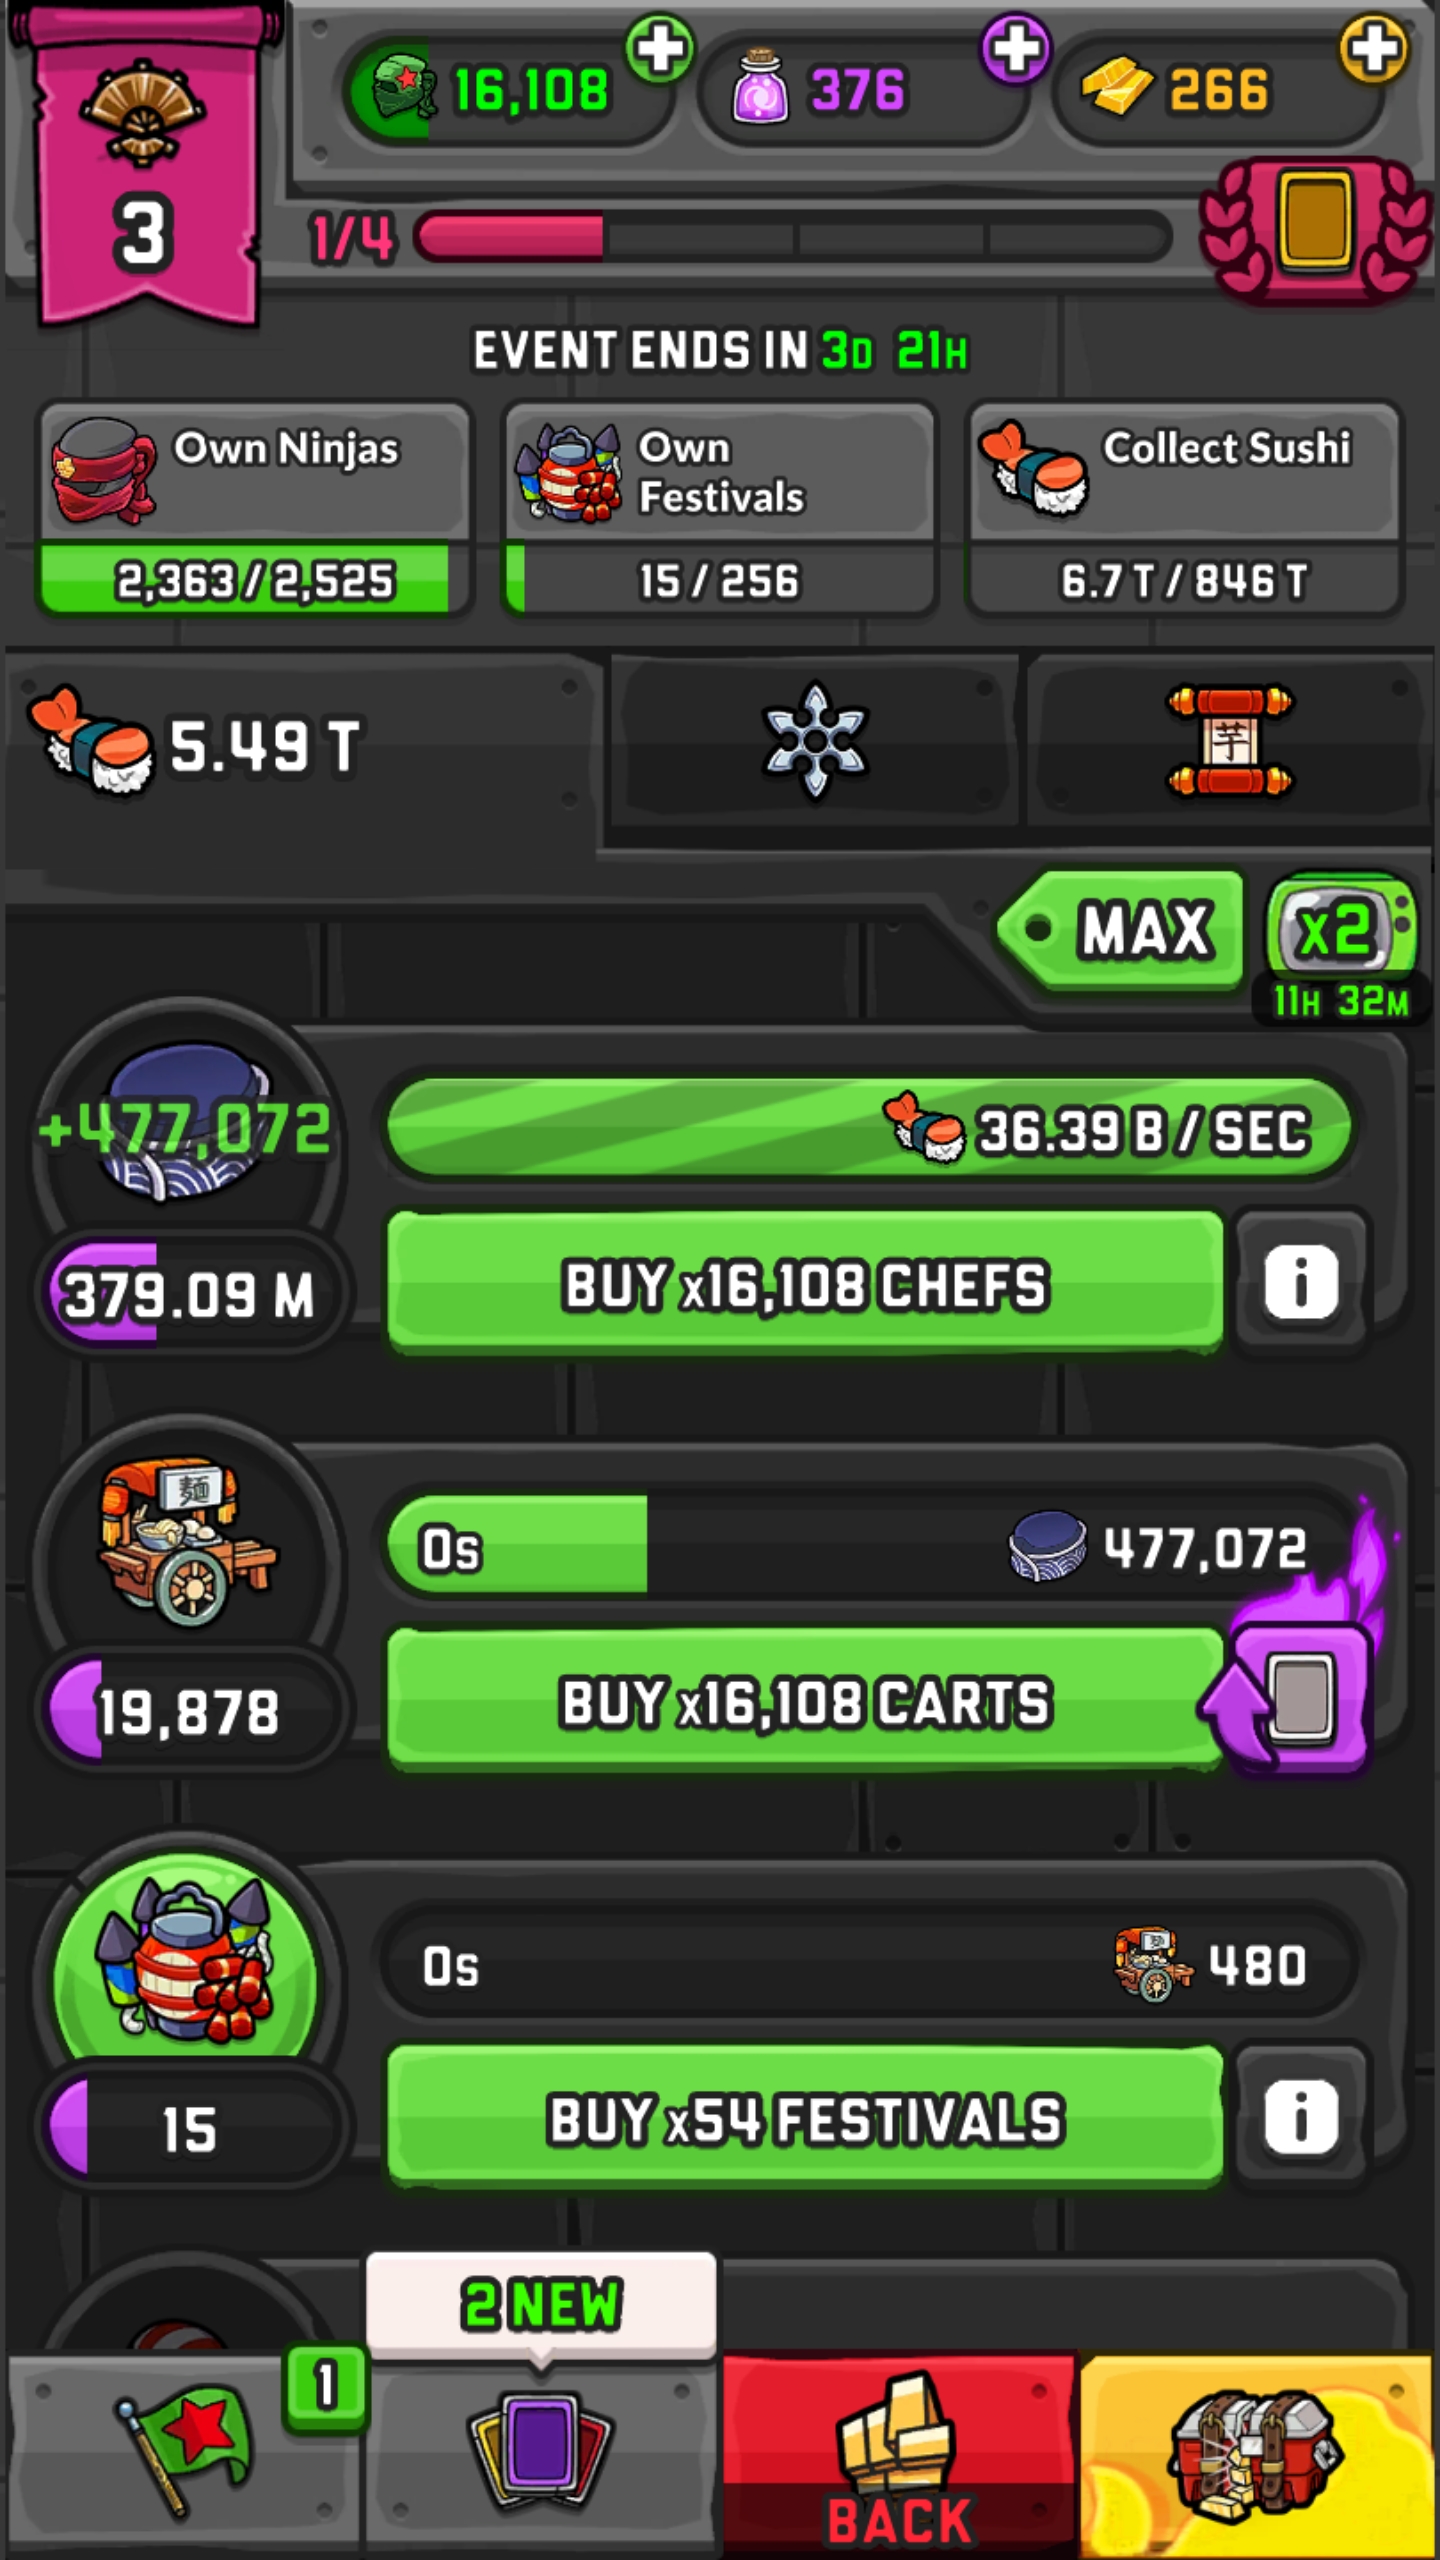 16,108
376
266
3
1/4
EVENT ENDS IN 3D 21H
Own Ninjas
2,363 / 2,525
Own
Festivals
15 / 256
Collect Sushi
6.7 T / 846 T
5.49 T
芋
MAX
x2
11H 32M
+477,072
36.39 B / SEC
379.09 M
BUY x16,108 CHEFS
i
麺
0s
477,072
19,878
BUY x16,108 CARTS
0s
480
15
BUY x54 FESTIVALS
i
2 NEW
1
BACK